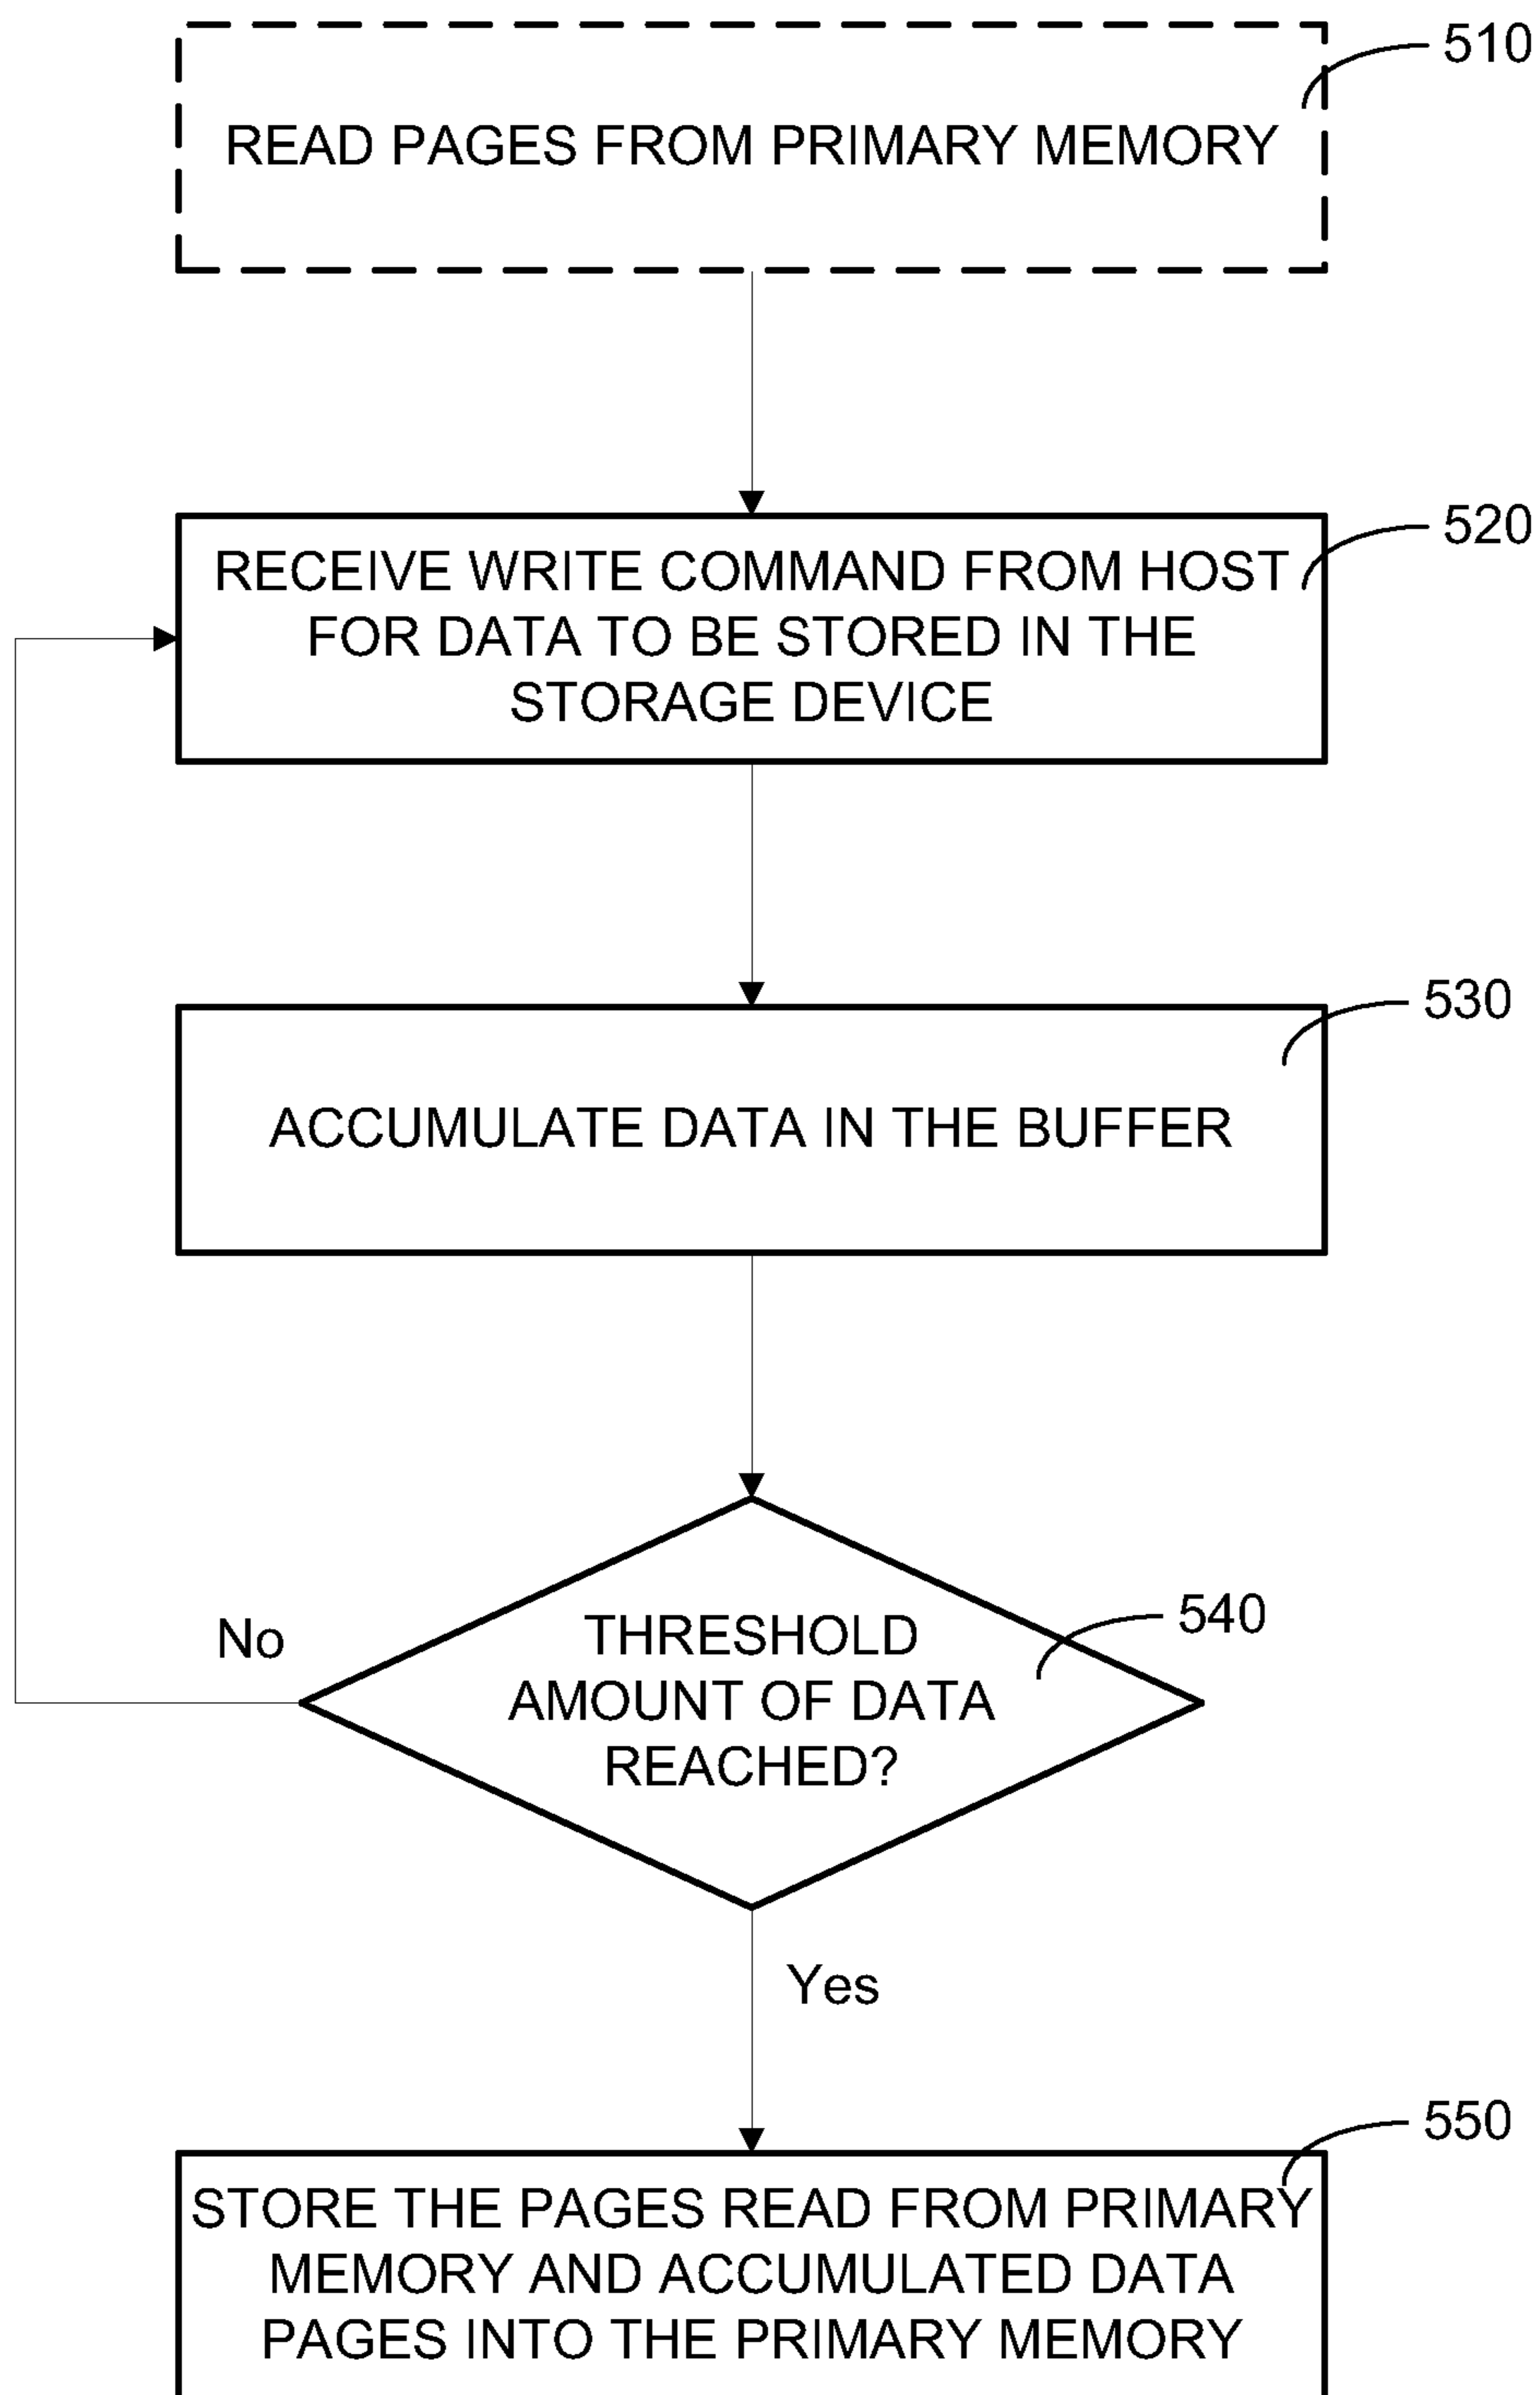 510
READ PAGES FROM PRIMARY MEMORY
520
RECEIVE WRITE COMMAND FROM HOST
FOR DATA TO BE STORED IN THE
STORAGE DEVICE
530
ACCUMULATE DATA IN THE BUFFER
540
No
THRESHOLD
AMOUNT OF DATA
REACHED?
Yes
550
STORE THE PAGES READ FROM PRIMARY
MEMORY AND ACCUMULATED DATA
PAGES INTO THE PRIMARY MEMORY